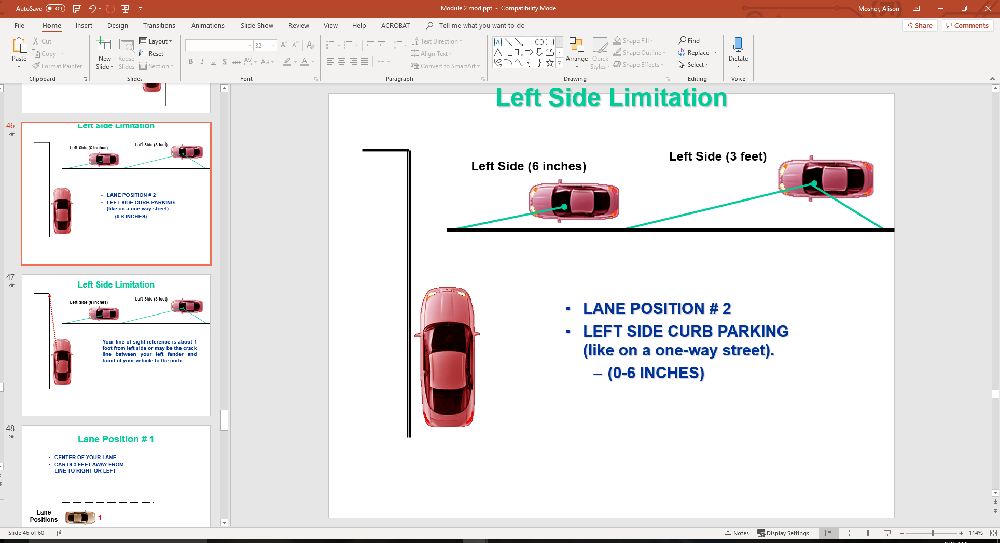 AutoSave Off
Module 2 mod.ppt - Compatibility Mode
Mosher, Alison
File Home Insert Design Transitions Animations Slide Show Review View Help ACROBAT Tell me what you want to do
Share Comments
Paste
Cut
Copy
Format Painter
Clipboard
New Slide
Reuse Slides
Layout
Reset
Section
Slides
32
B I U S ab AV Aa A
Font
Text Direction
Align Text
Convert to SmartArt
Paragraph
Arrange
Quick Styles
Shape Fill
Shape Outline
Shape Effects
Drawing
Find
Replace
Select
Editing
Dictate
Voice
46
Left Side Limitation
Left Side (6 inches)
Left Side (3 feet)
• LANE POSITION # 2
• LEFT SIDE CURB PARKING
(like on a one-way street).
– (0-6 INCHES)
47
Left Side Limitation
Left Side (6 inches)
Left Side (3 feet)
Your line of sight reference is about 1
foot from left side or may be the crack
line between your left fender and
hood of your vehicle to the curb.
48
Lane Position # 1
• CENTER OF YOUR LANE.
• CAR IS 3 FEET AWAY FROM
LINE TO RIGHT OR LEFT
Lane
Positions
1
Left Side Limitation
Left Side (6 inches)
Left Side (3 feet)
• LANE POSITION # 2
• LEFT SIDE CURB PARKING
(like on a one-way street).
– (0-6 INCHES)
Slide 46 of 60
Notes
Display Settings
114%